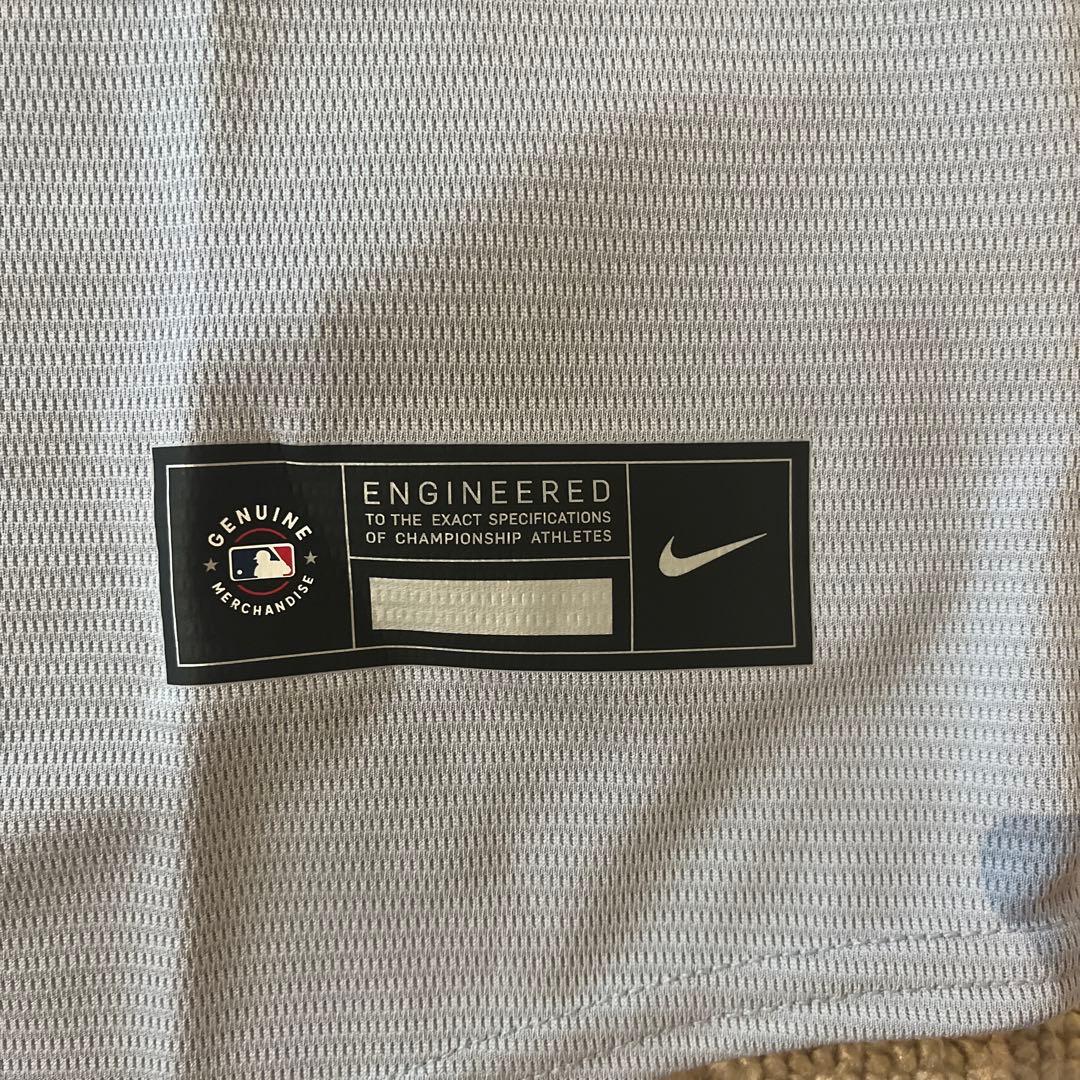 GENUINE
MERCHANDISE
ENGINEERED
TO THE EXACT SPECIFICATIONS
OF CHAMPIONSHIP ATHLETES